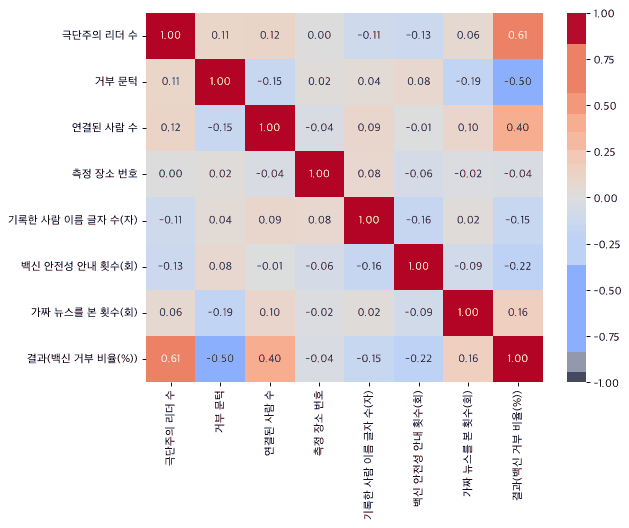 극단주의 리더 수 1.00 0.11 0.12 0.00 -0.11 -0.13 0.06 0.61
거부 문턱 0.11 1.00 -0.15 0.02 0.04 0.08 -0.19 -0.50
연결된 사람 수 0.12 -0.15 1.00 -0.04 0.09 -0.01 0.10 0.40
측정 장소 번호 0.00 0.02 -0.04 1.00 0.08 -0.06 -0.02 -0.04
기록한 사람 이름 글자 수(자) -0.11 0.04 0.09 0.08 1.00 -0.16 0.02 -0.15
백신 안전성 안내 횟수(회) -0.13 0.08 -0.01 -0.06 -0.16 1.00 -0.09 -0.22
가짜 뉴스를 본 횟수(회) 0.06 -0.19 0.10 -0.02 0.02 -0.09 1.00 0.16
결과(백신 거부 비율(%)) 0.61 -0.50 0.40 -0.04 -0.15 -0.22 0.16 1.00
극단주의 리더 수
거부 문턱
연결된 사람 수
측정 장소 번호
기록한 사람 이름 글자 수(자)
백신 안전성 안내 횟수(회)
가짜 뉴스를 본 횟수(회)
결과(백신 거부 비율(%))
1.00
0.75
0.50
0.25
0.00
-0.25
-0.50
-0.75
-1.00